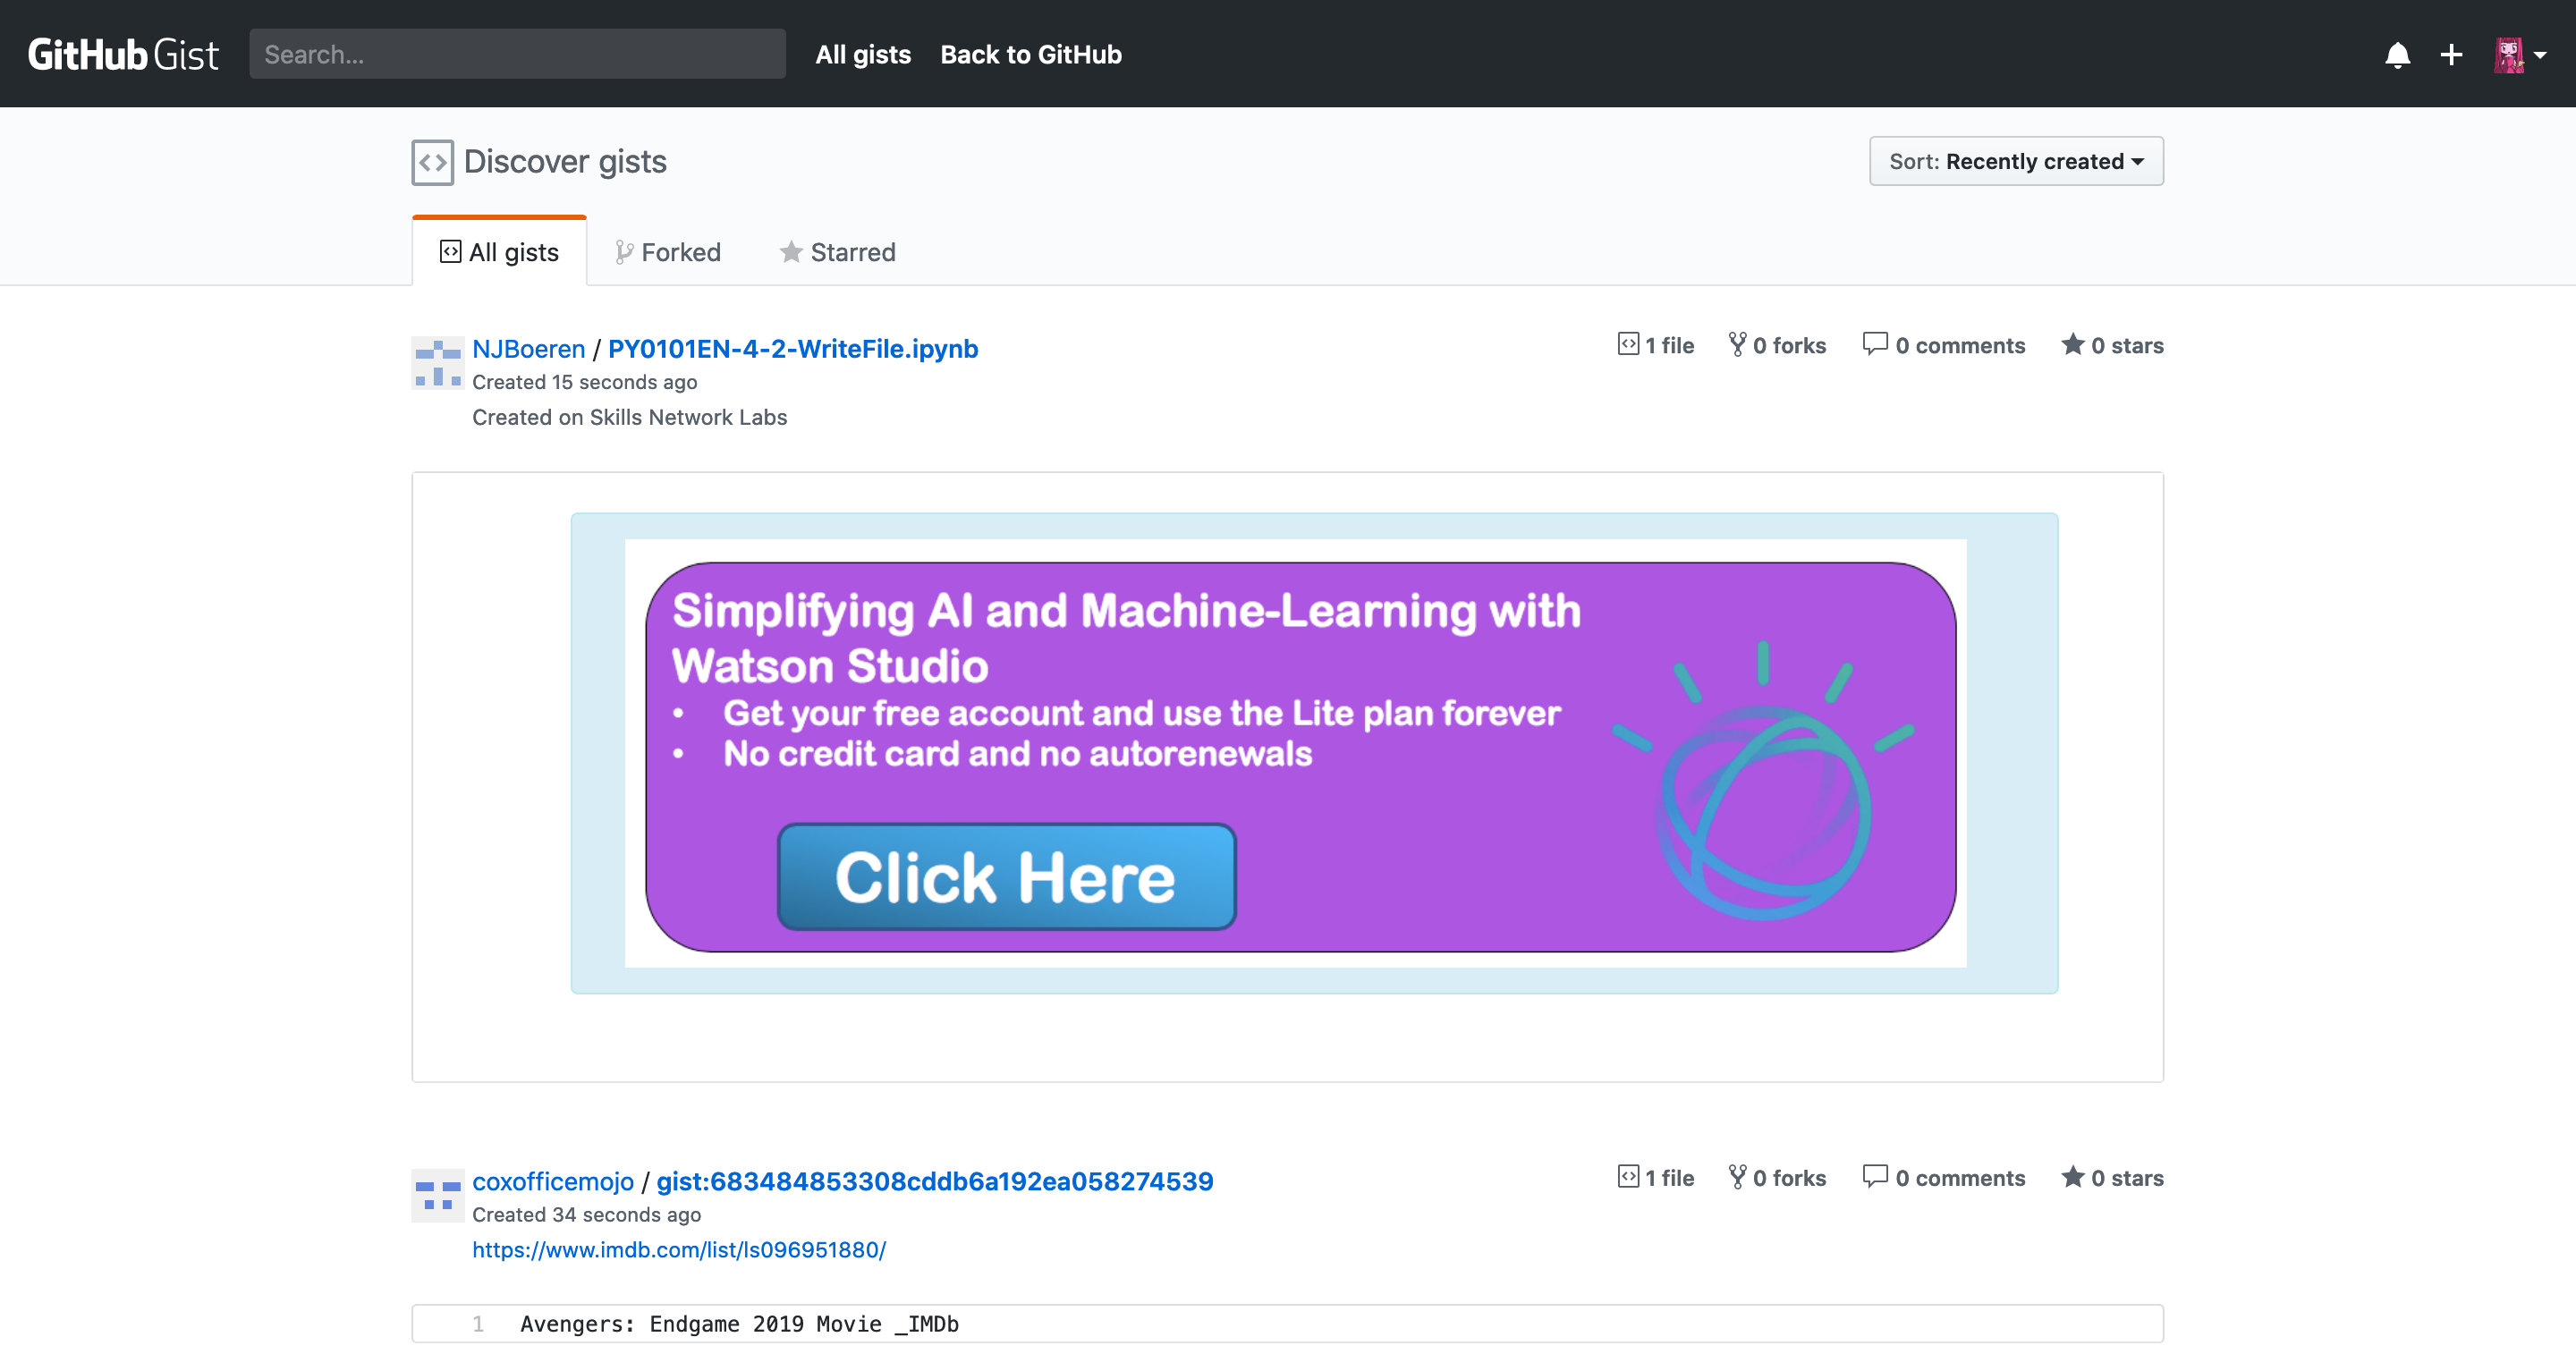 GitHub Gist Search... All gists Back to GitHub
Discover gists Sort: Recently created
All gists Forked Starred
NJBoeren / PY0101EN-4-2-WriteFile.ipynb 1 file 0 forks 0 comments 0 stars
Created 15 seconds ago
Created on Skills Network Labs
Simplifying AI and Machine-Learning with
Watson Studio
• Get your free account and use the Lite plan forever
• No credit card and no autorenewals
Click Here
coxofficemojo / gist:683484853308cddb6a192ea058274539 1 file 0 forks 0 comments 0 stars
Created 34 seconds ago
https://www.imdb.com/list/ls096951880/
1 Avengers: Endgame 2019 Movie _IMDb